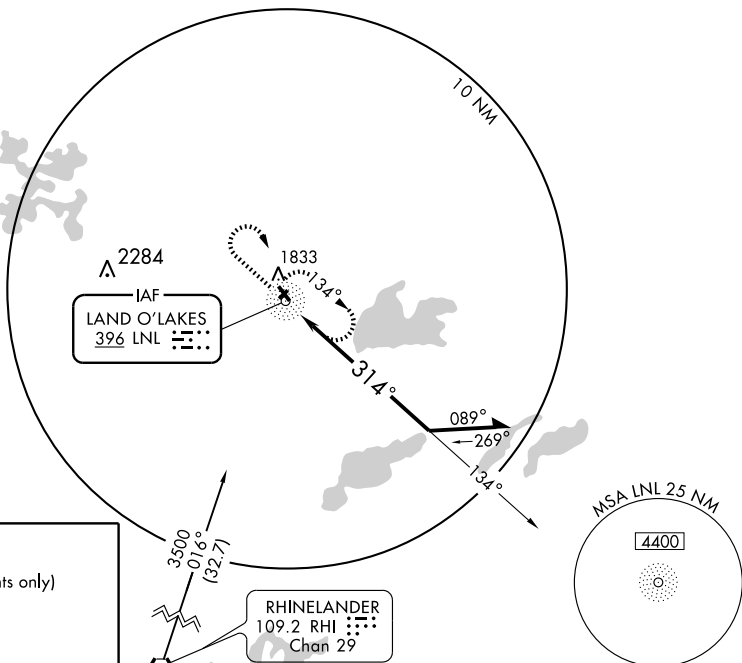 10 NM
2284
1833
134°
IAF
LAND O'LAKES
396 LNL
314°
089°
269°
134°
MSA LNL 25 NM
4400
3500
016°
(32.7)
ts only)
RHINELANDER
109.2 RHI
Chan 29